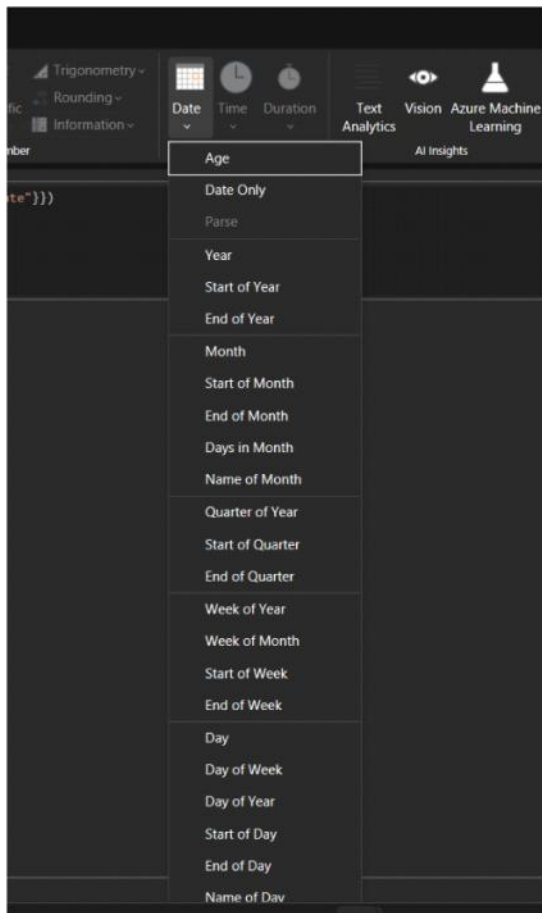 Trigonometry
Rounding
Information
fic
mber
Date
Time
Duration
Text Analytics
Vision
Azure Machine Learning
AI Insights
te"}})
Age
Date Only
Parse
Year
Start of Year
End of Year
Month
Start of Month
End of Month
Days in Month
Name of Month
Quarter of Year
Start of Quarter
End of Quarter
Week of Year
Week of Month
Start of Week
End of Week
Day
Day of Week
Day of Year
Start of Day
End of Day
Name of Day